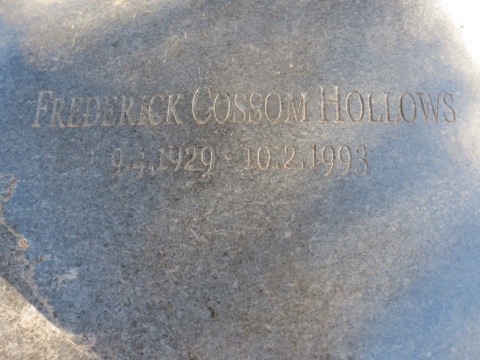 FREDERICK COSSOM HOLLOWS
9.4.1929 - 10.2.1993